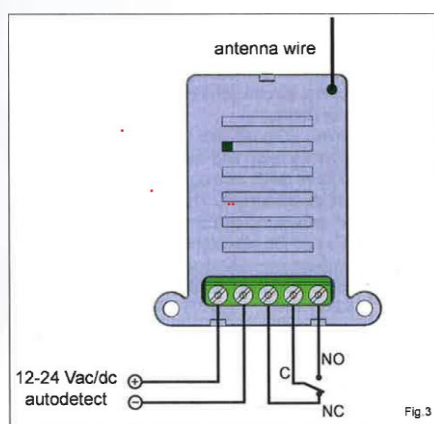 antenna wire
12-24 Vac/dc
autodetect
+
−
C
NO
NC
Fig.3